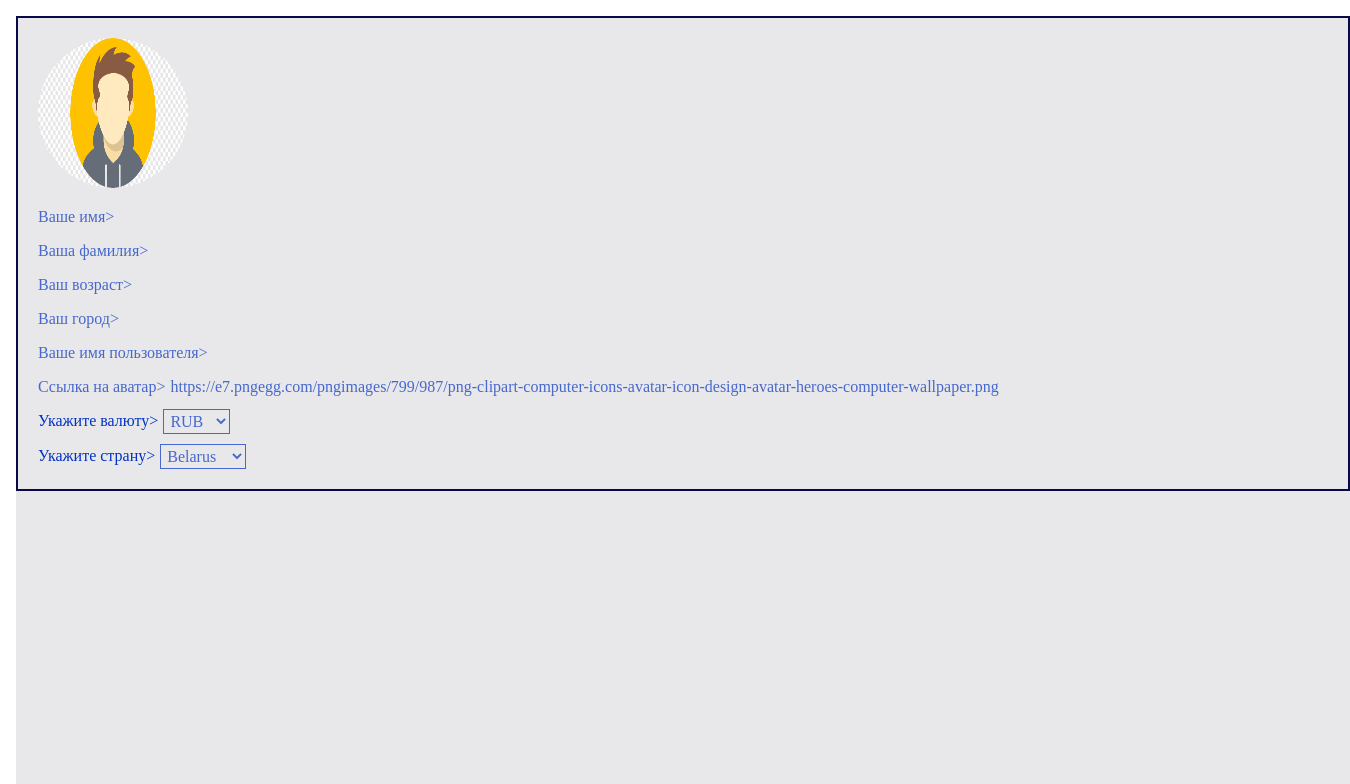 Ваше имя>
Ваша фамилия>
Ваш возраст>
Ваш город>
Ваше имя пользователя>
Ссылка на аватар> https://e7.pngegg.com/pngimages/799/987/png-clipart-computer-icons-avatar-icon-design-avatar-heroes-computer-wallpaper.png
Укажите валюту> RUB
Укажите страну> Belarus